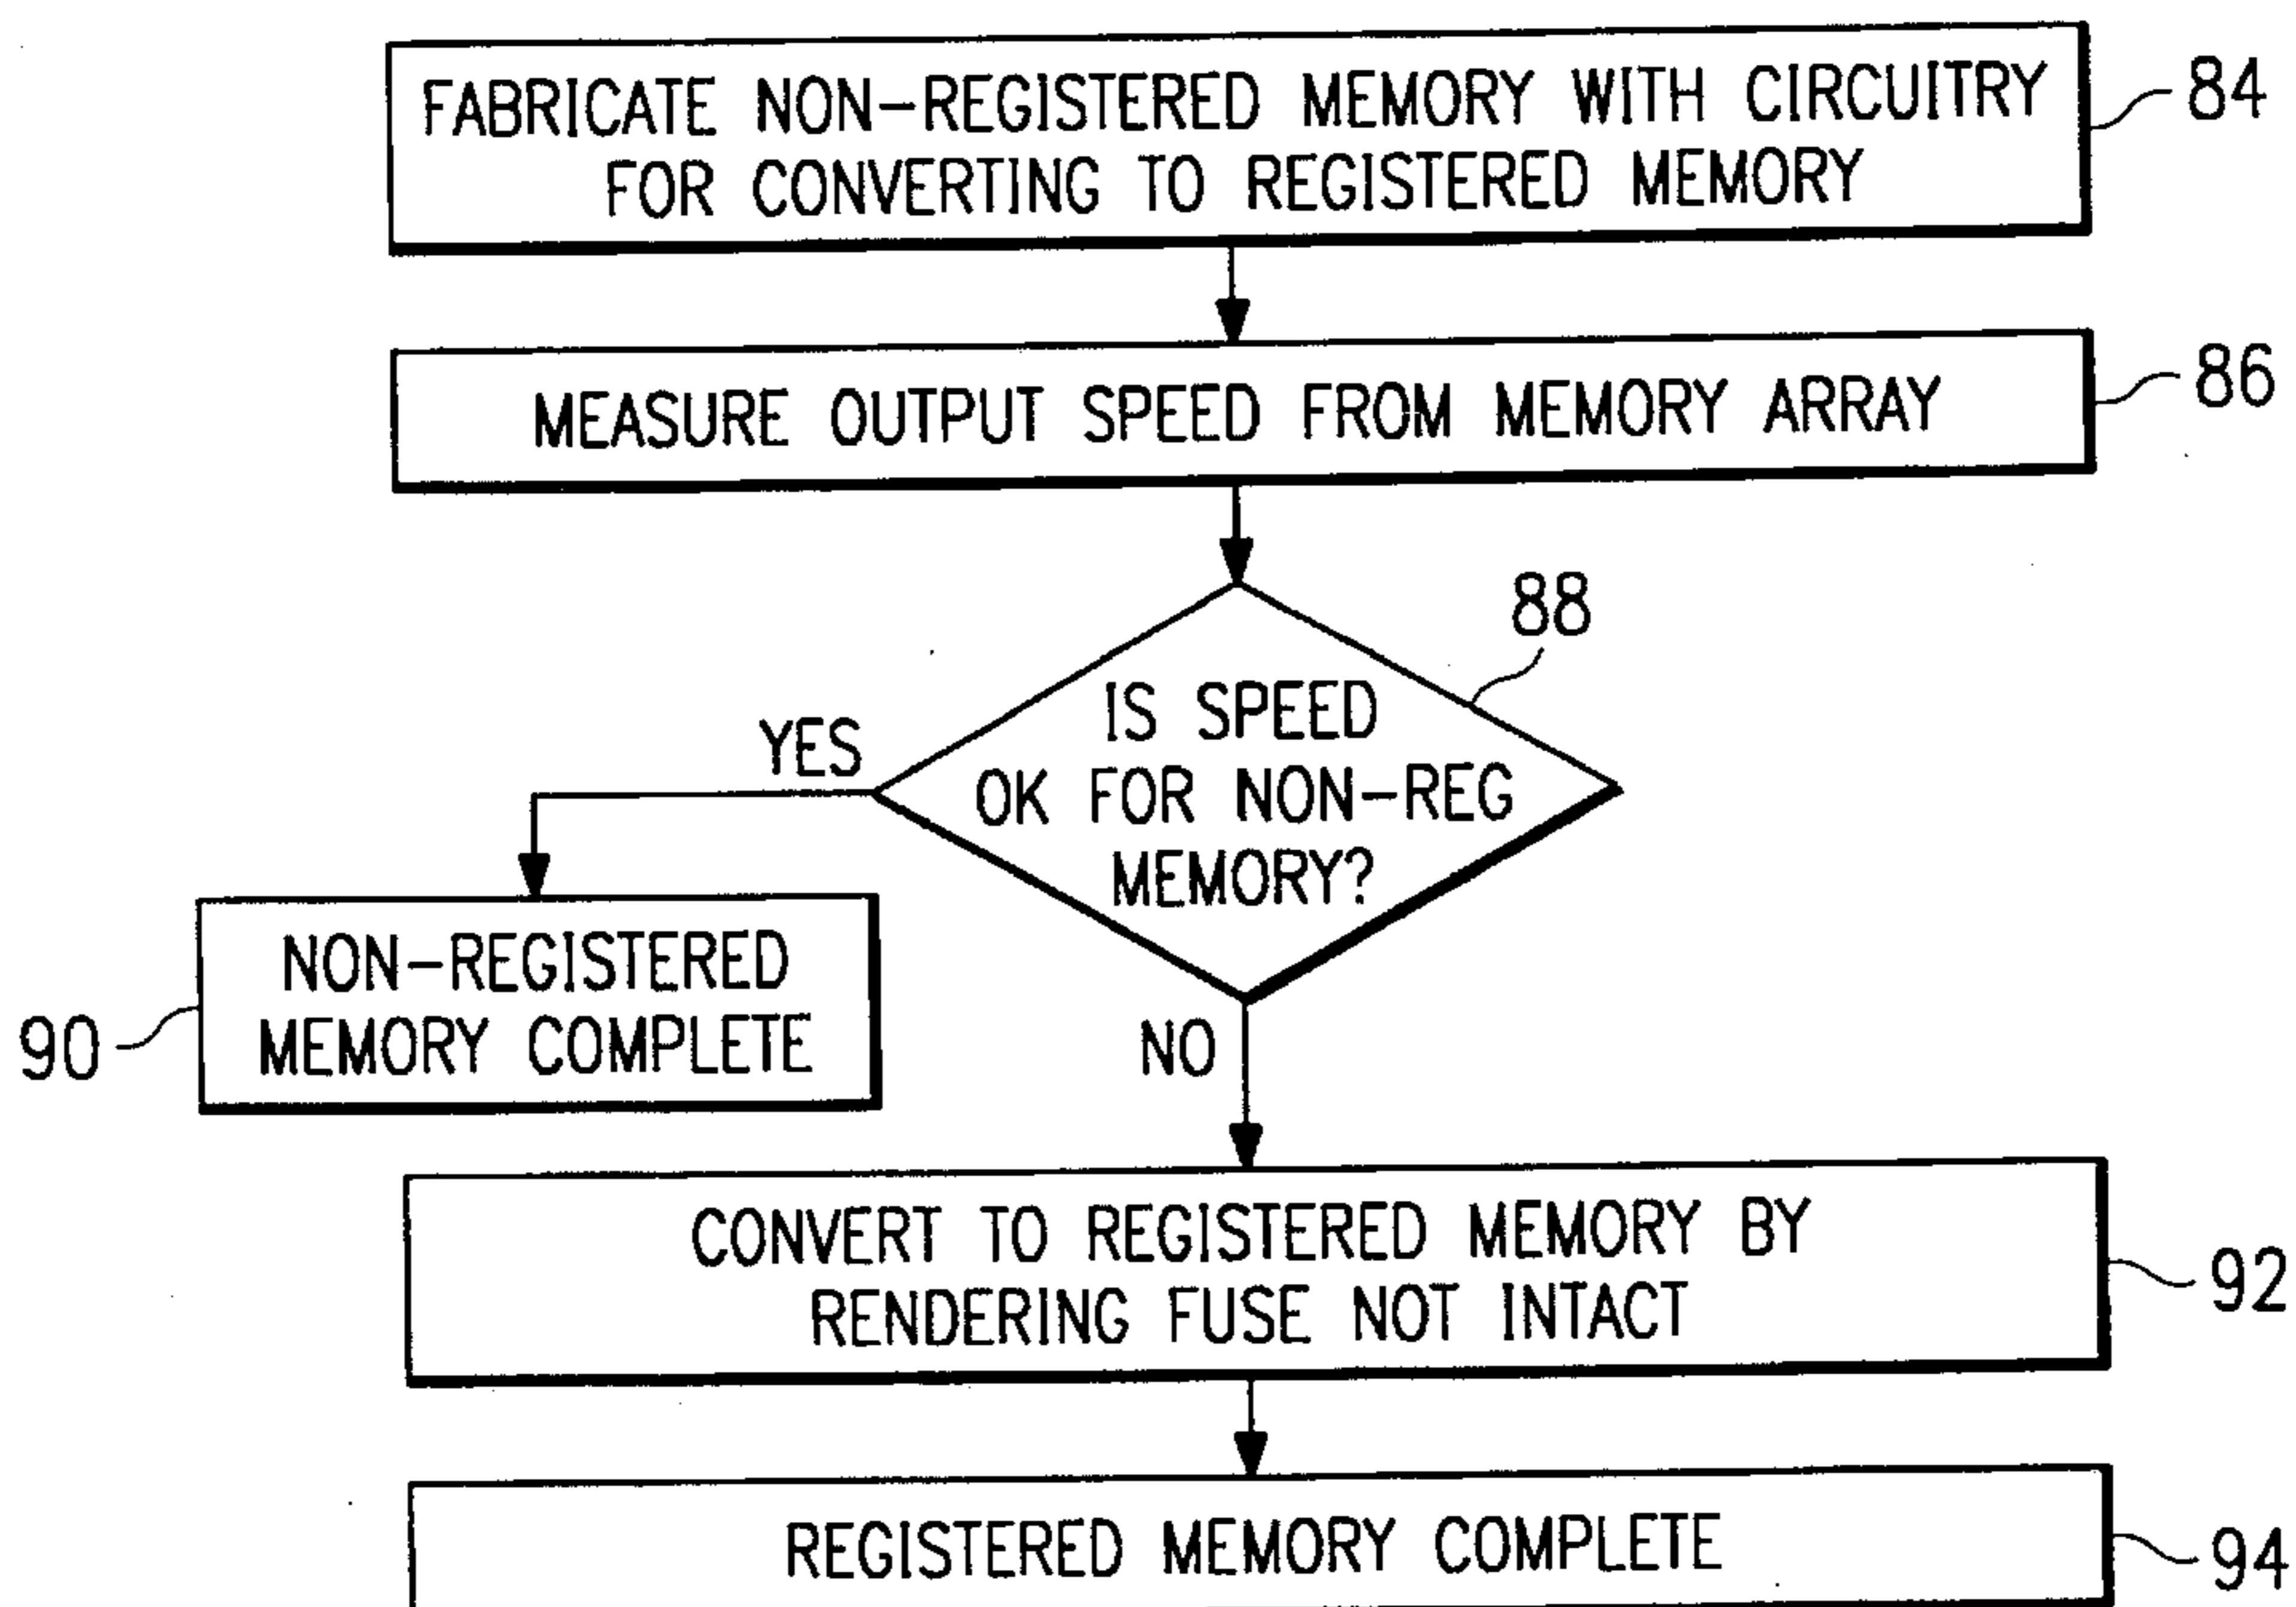 FABRICATE NON-REGISTERED MEMORY WITH CIRCUITRY
FOR CONVERTING TO REGISTERED MEMORY
84
MEASURE OUTPUT SPEED FROM MEMORY ARRAY
86
88
IS SPEED
OK FOR NON-REG
MEMORY?
YES
NON-REGISTERED
MEMORY COMPLETE
90
NO
CONVERT TO REGISTERED MEMORY BY
RENDERING FUSE NOT INTACT
92
REGISTERED MEMORY COMPLETE
94